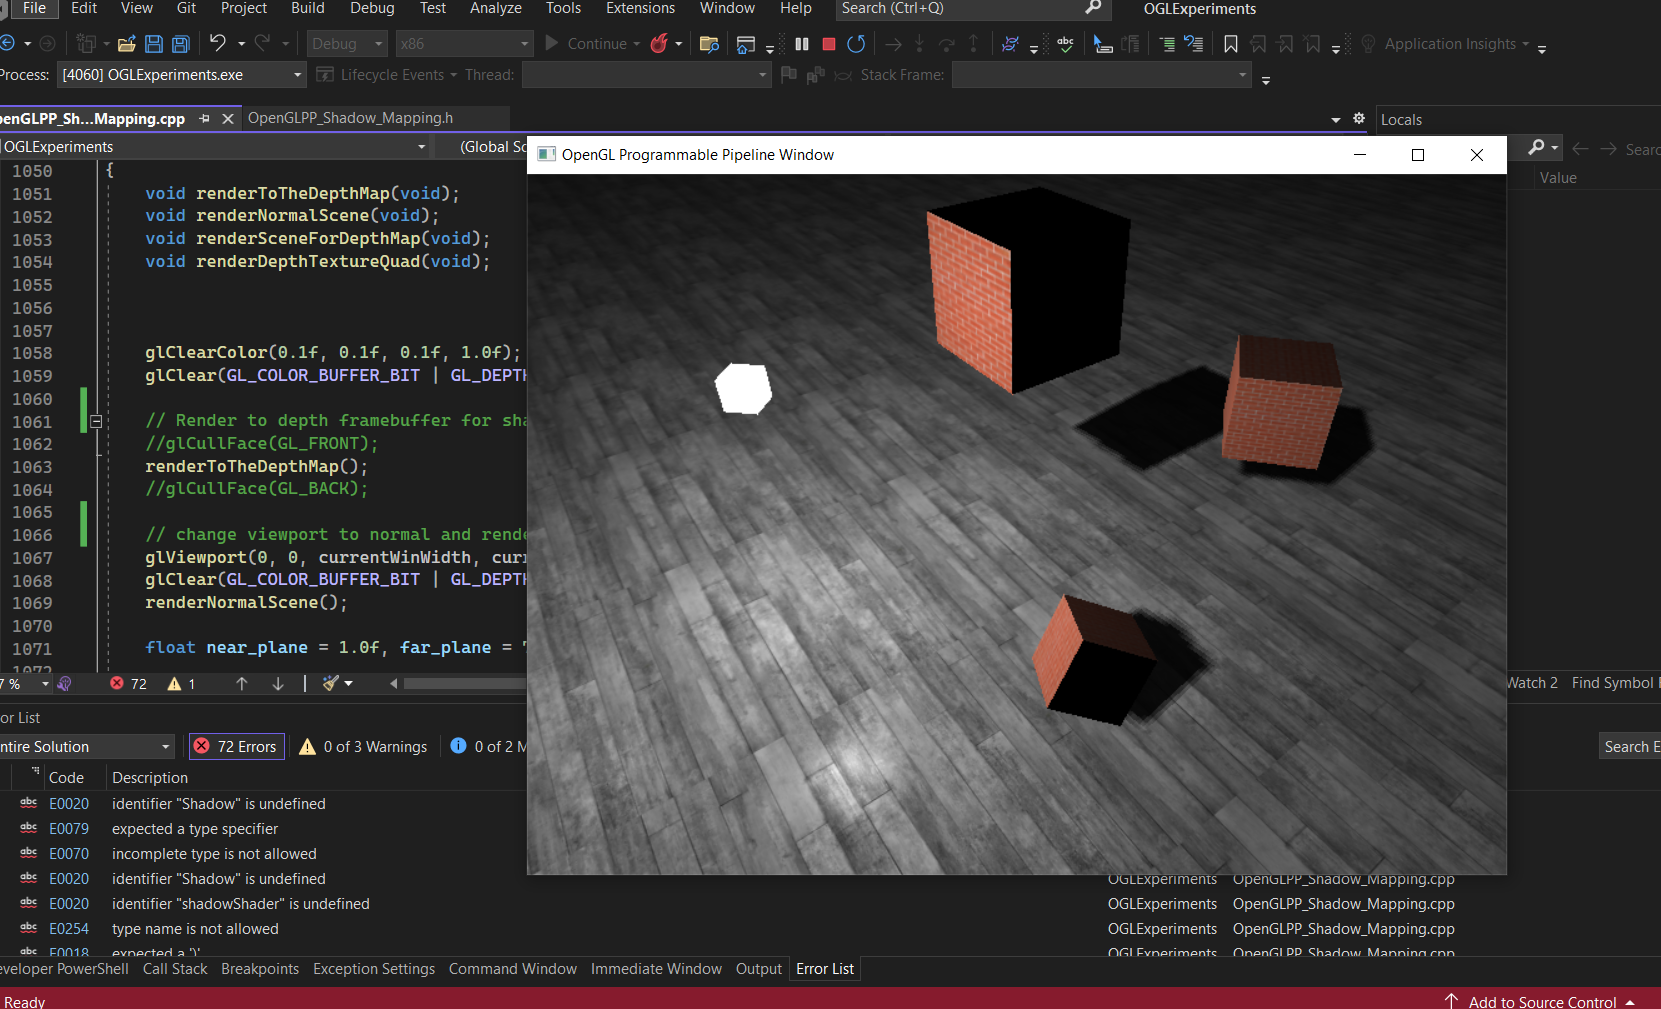 File Edit View Git Project Build Debug Test Analyze Tools Extensions Window Help Search (Ctrl+Q) OGLExperiments
Debug x86 Continue Application Insights
Process: [4060] OGLExperiments.exe Lifecycle Events Thread: Stack Frame:
penGLPP_Sh...Mapping.cpp OpenGLPP_Shadow_Mapping.h Locals
OGLExperiments (Global Sc
OpenGL Programmable Pipeline Window
Searc
Value
1050 {
1051 void renderToTheDepthMap(void);
1052 void renderNormalScene(void);
1053 void renderSceneForDepthMap(void);
1054 void renderDepthTextureQuad(void);
1055
1056
1057
1058 glClearColor(0.1f, 0.1f, 0.1f, 1.0f);
1059 glClear(GL_COLOR_BUFFER_BIT | GL_DEPTH
1060
1061 // Render to depth framebuffer for sha
1062 //glCullFace(GL_FRONT);
1063 renderToTheDepthMap();
1064 //glCullFace(GL_BACK);
1065
1066 // change viewport to normal and rende
1067 glViewport(0, 0, currentWinWidth, curr
1068 glClear(GL_COLOR_BUFFER_BIT | GL_DEPTH
1069 renderNormalScene();
1070
1071 float near_plane = 1.0f, far_plane = 7
1072
7 % 72 1 Watch 2 Find Symbol
or List
ntire Solution 72 Errors 0 of 3 Warnings 0 of 2 M Search E
Code Description
abc E0020 identifier "Shadow" is undefined
abc E0079 expected a type specifier
abc E0070 incomplete type is not allowed
abc E0020 identifier "Shadow" is undefined OGLExperiments OpenGLPP_Shadow_Mapping.cpp
abc E0020 identifier "shadowShader" is undefined OGLExperiments OpenGLPP_Shadow_Mapping.cpp
abc E0254 type name is not allowed OGLExperiments OpenGLPP_Shadow_Mapping.cpp
abc E0018 expected a ')' OGLExperiments OpenGLPP_Shadow_Mapping.cpp
eveloper PowerShell Call Stack Breakpoints Exception Settings Command Window Immediate Window Output Error List
Ready Add to Source Control